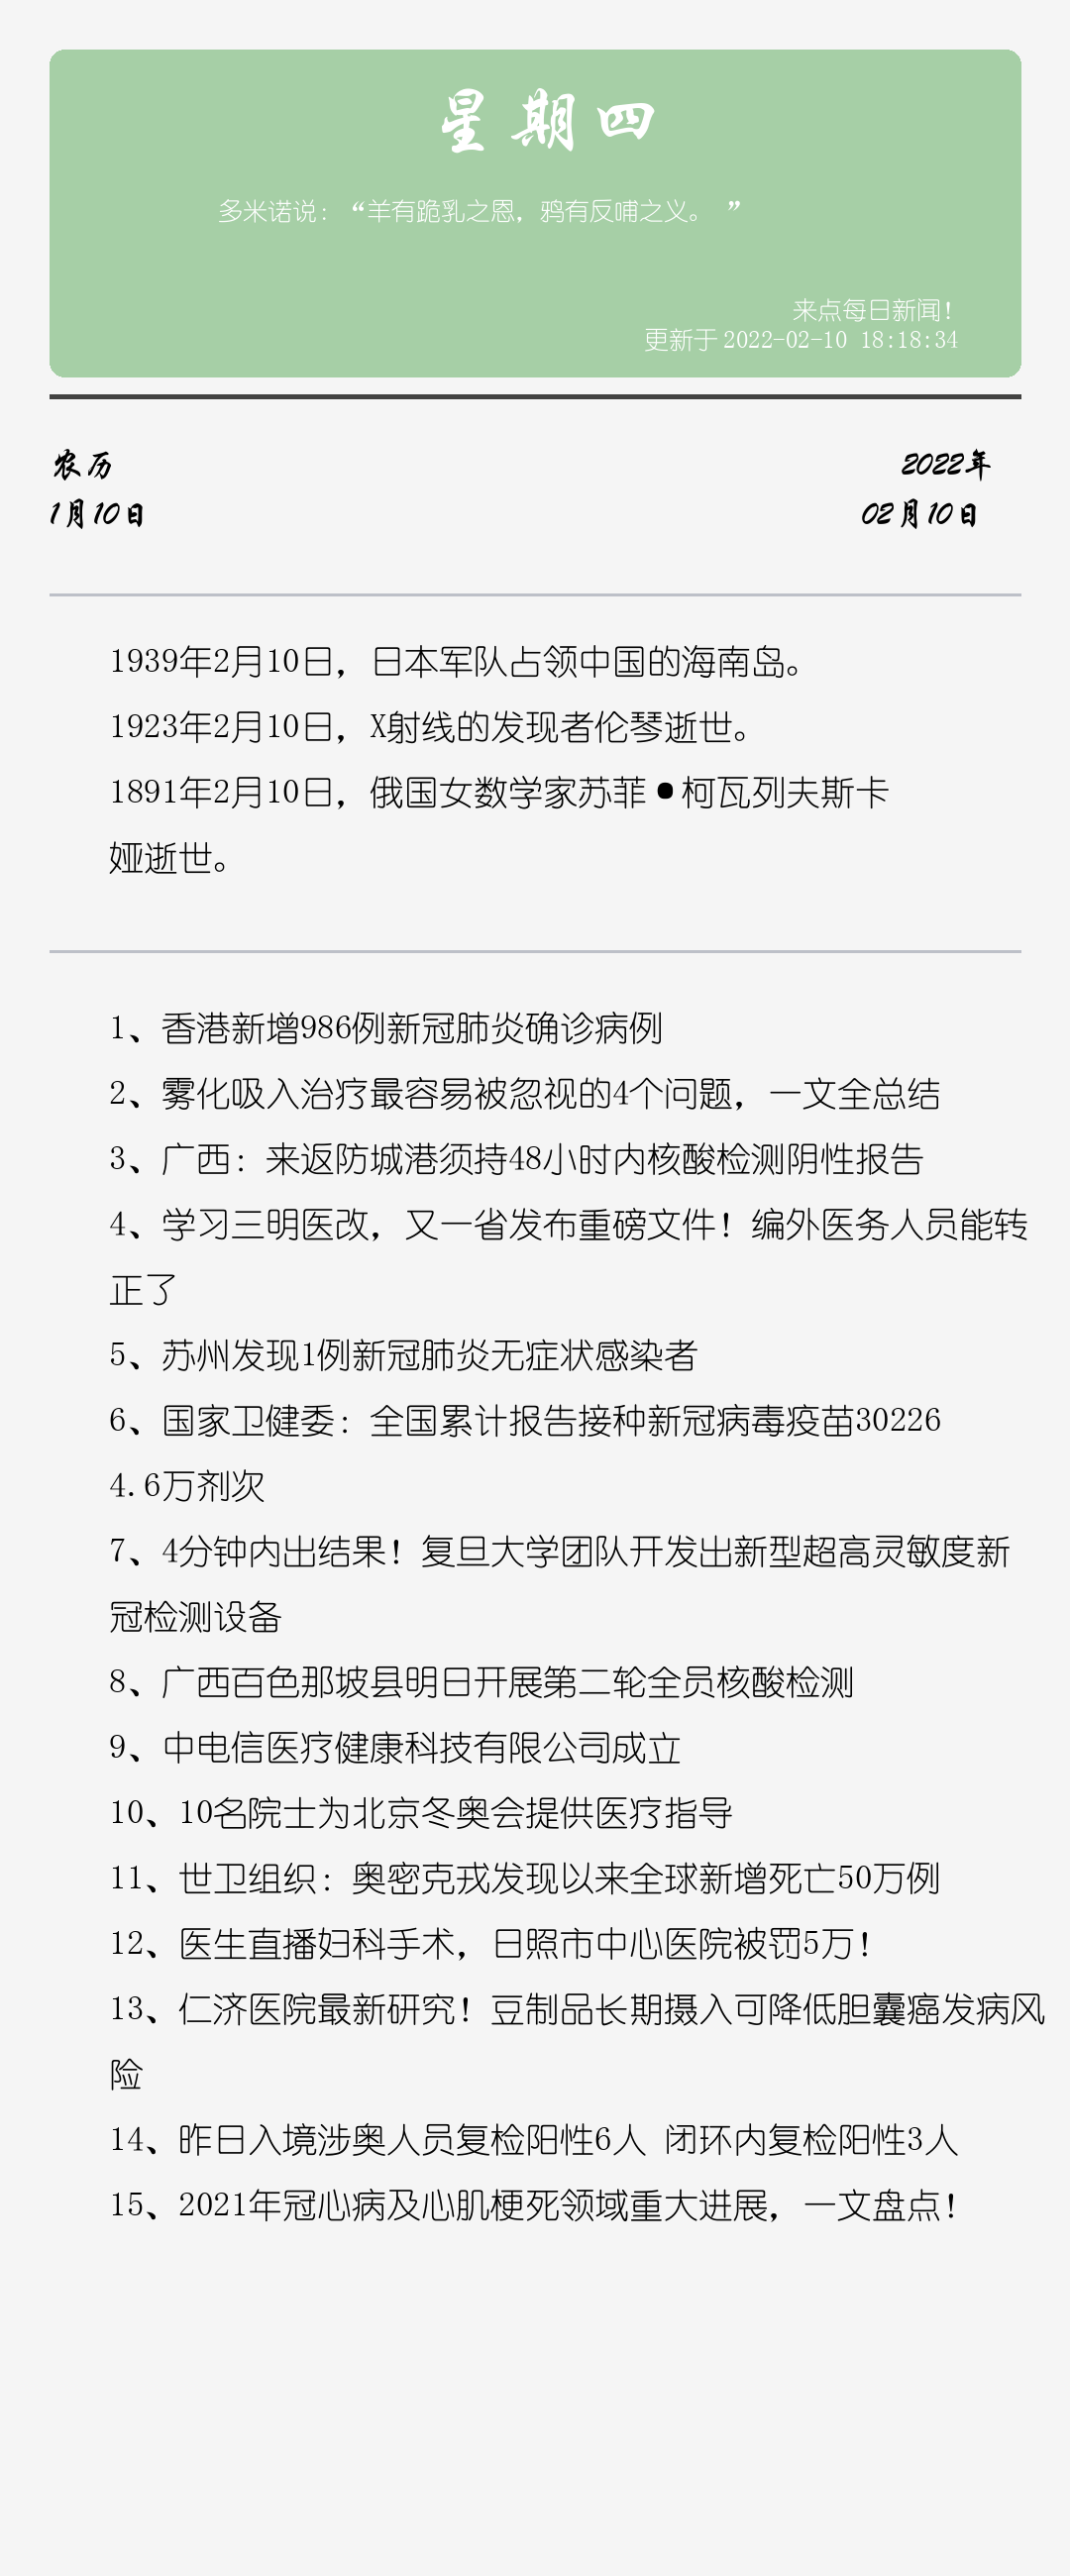 星期四
多米诺说：“羊有跪乳之恩，鸦有反哺之义。 ”
来点每日新闻！
更新于 2022-02-10 18:18:34
农历
2022年
1月10日
02月10日
1939年2月10日，日本军队占领中国的海南岛。
1923年2月10日，X射线的发现者伦琴逝世。
1891年2月10日，俄国女数学家苏菲•柯瓦列夫斯卡
娅逝世。
1、香港新增986例新冠肺炎确诊病例
2、雾化吸入治疗最容易被忽视的4个问题，一文全总结
3、广西：来返防城港须持48小时内核酸检测阴性报告
4、学习三明医改，又一省发布重磅文件！编外医务人员能转
正了
5、苏州发现1例新冠肺炎无症状感染者
6、国家卫健委：全国累计报告接种新冠病毒疫苗30226
4.6万剂次
7、4分钟内出结果！复旦大学团队开发出新型超高灵敏度新
冠检测设备
8、广西百色那坡县明日开展第二轮全员核酸检测
9、中电信医疗健康科技有限公司成立
10、10名院士为北京冬奥会提供医疗指导
11、世卫组织：奥密克戎发现以来全球新增死亡50万例
12、医生直播妇科手术，日照市中心医院被罚5万！
13、仁济医院最新研究！豆制品长期摄入可降低胆囊癌发病风
险
14、昨日入境涉奥人员复检阳性6人 闭环内复检阳性3人
15、2021年冠心病及心肌梗死领域重大进展，一文盘点！